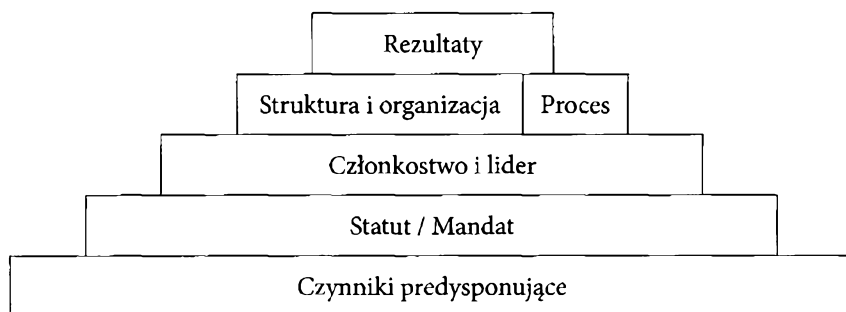 Rezultaty
Struktura i organizacja Proces
Członkostwo i lider
Statut / Mandat
Czynniki predysponujące